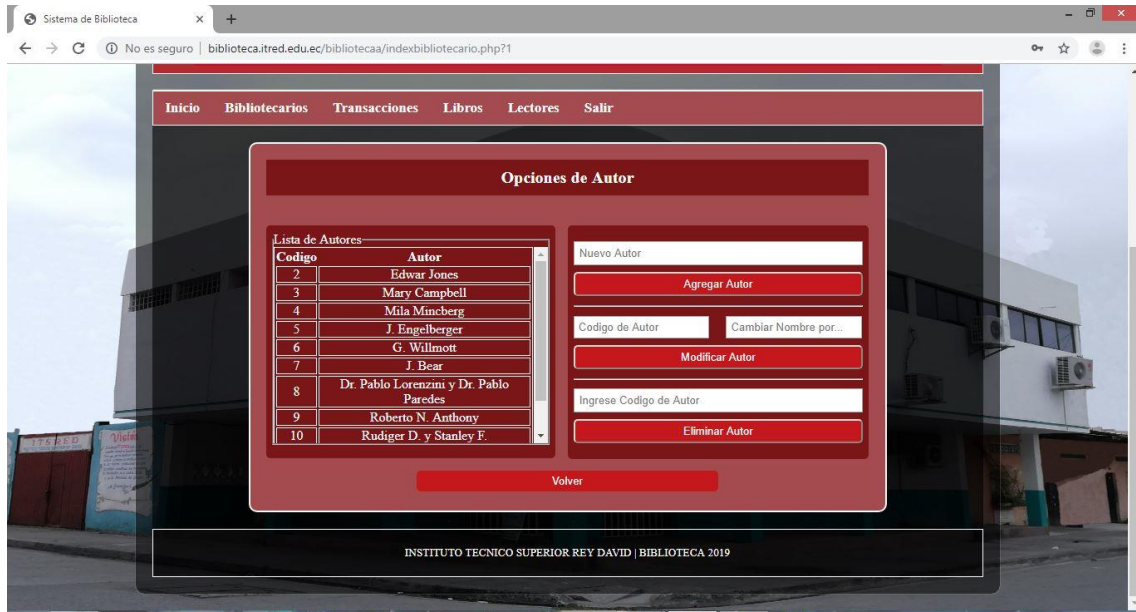 Sistema de Biblioteca
No es seguro | biblioteca.itred.edu.ec/bibliotecaa/indexbibliotecario.php?1
Inicio Bibliotecarios Transacciones Libros Lectores Salir
Opciones de Autor
Lista de Autores
Codigo Autor
2 Edwar Jones
3 Mary Campbell
4 Mila Mincberg
5 J. Engelberger
6 G. Willmott
7 J. Bear
8 Dr. Pablo Lorenzini y Dr. Pablo
Paredes
9 Roberto N. Anthony
10 Rudiger D. y Stanley F.
Nuevo Autor
Agregar Autor
Codigo de Autor Cambiar Nombre por...
Modificar Autor
Ingrese Codigo de Autor
Eliminar Autor
Volver
ITSRED
Visión
INSTITUTO TECNICO SUPERIOR REY DAVID | BIBLIOTECA 2019